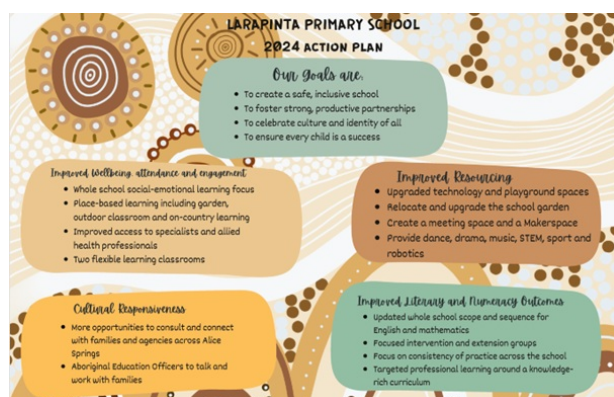 LARAPINTA PRIMARY SCHOOL
2024 ACTION PLAN
Our Goals are:
• To create a safe, inclusive school
• To foster strong, productive partnerships
• To celebrate culture and identity of all
• To ensure every child is a success
Improved Wellbeing, attendance and engagement
• Whole school social-emotional learning focus
• Place-based learning including garden,
outdoor classroom and on-country learning
• Improved access to specialists and allied
health professionals
• Two flexible learning classrooms
Improved Resourcing
• Upgraded technology and playground spaces
• Relocate and upgrade the school garden
• Create a meeting space and a Makerspace
• Provide dance, drama, music, STEM, sport and
robotics
Cultural Responsiveness
• More opportunities to consult and connect
with families and agencies across Alice
Springs
• Aboriginal Education Officers to talk and
work with families
Improved Literary and Numeracy Outcomes
• Updated whole school scope and sequence for
English and mathematics
• Focused intervention and extension groups
• Focus on consistency of practice across the school
• Targeted professional learning around a knowledge-
rich curriculum